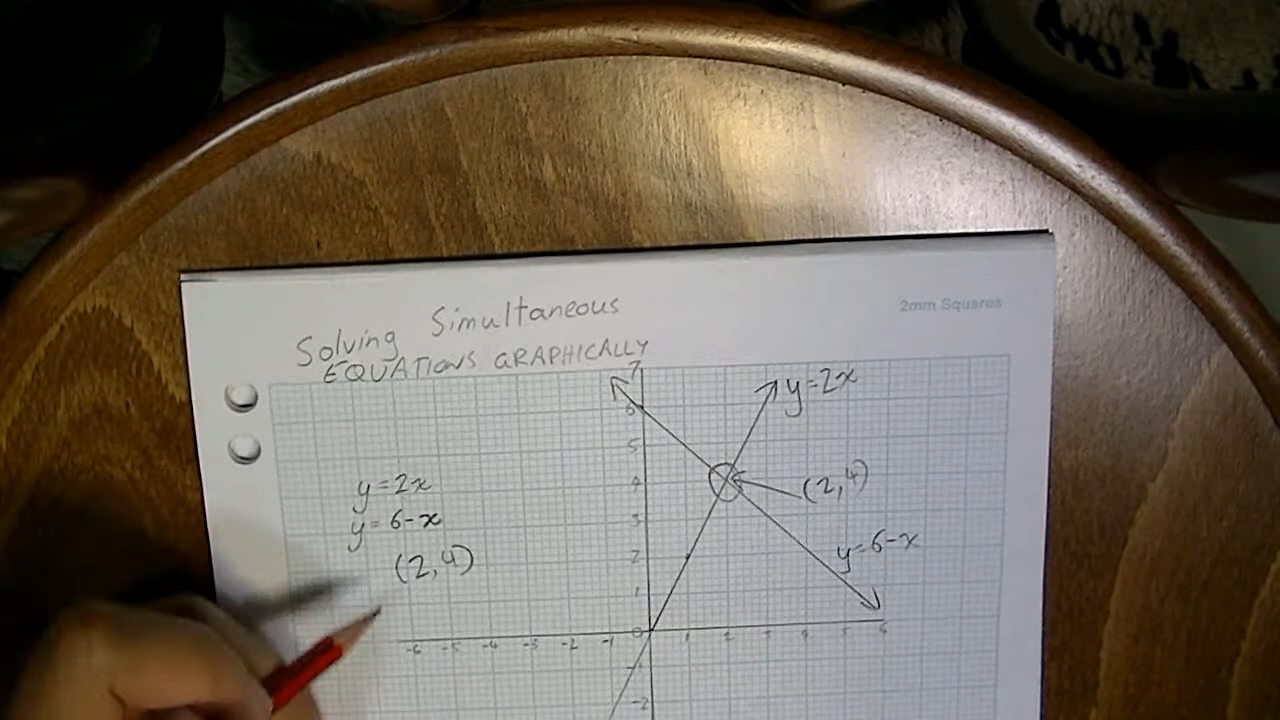 Solving Simultaneous
EQUATIONS GRAPHICALLY
2mm Squares
y=2x
y=6-x
(2,4)
y=2x
(2,4)
y=6-x
7
6
5
4
3
2
1
0
-6 -5 -4 -3 -2 -1 1 2 3 4 5 6
-1
-2